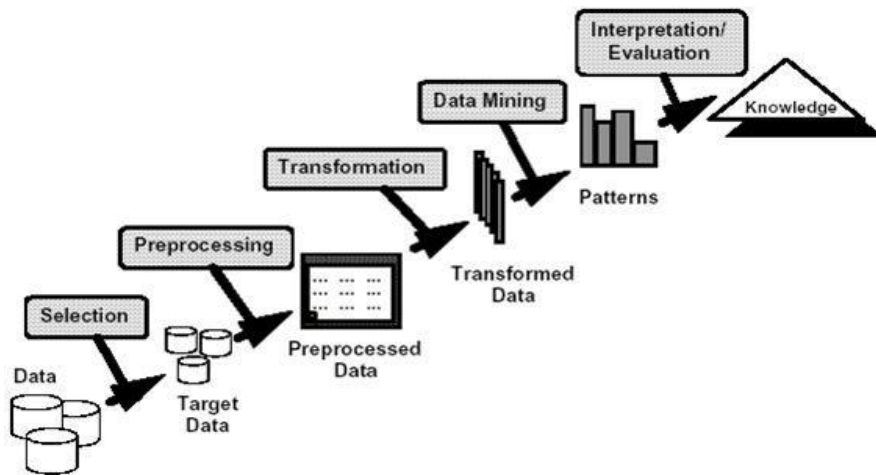 Interpretation/
Evaluation
Data Mining
Knowledge
Transformation
Patterns
Preprocessing
Transformed
Data
Selection
Preprocessed
Data
Data
Target
Data